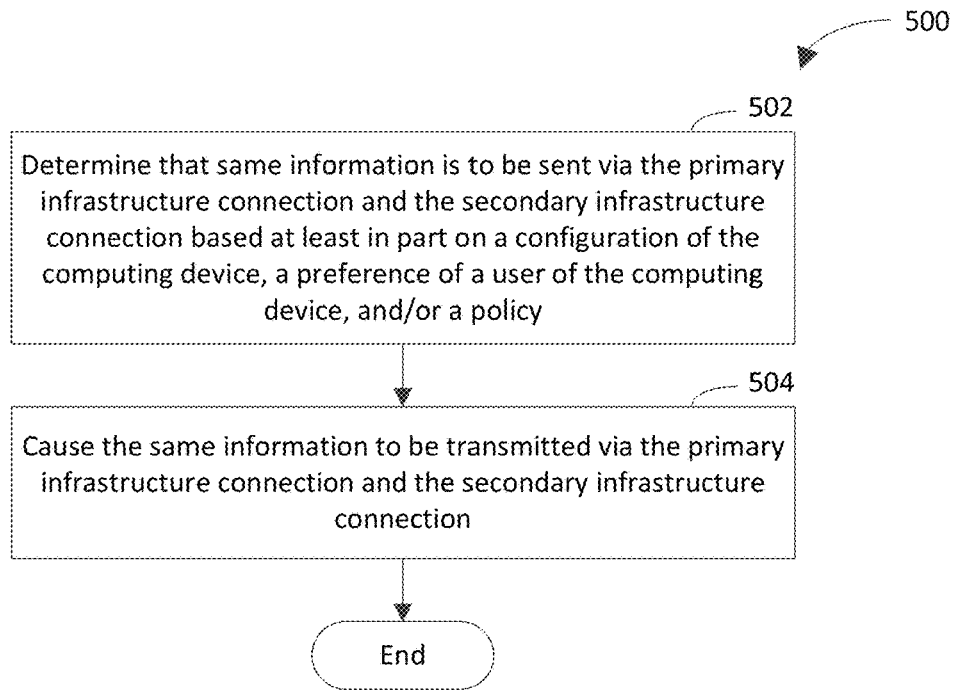 500
502
Determine that same information is to be sent via the primary
infrastructure connection and the secondary infrastructure
connection based at least in part on a configuration of the
computing device, a preference of a user of the computing
device, and/or a policy
504
Cause the same information to be transmitted via the primary
infrastructure connection and the secondary infrastructure
connection
End